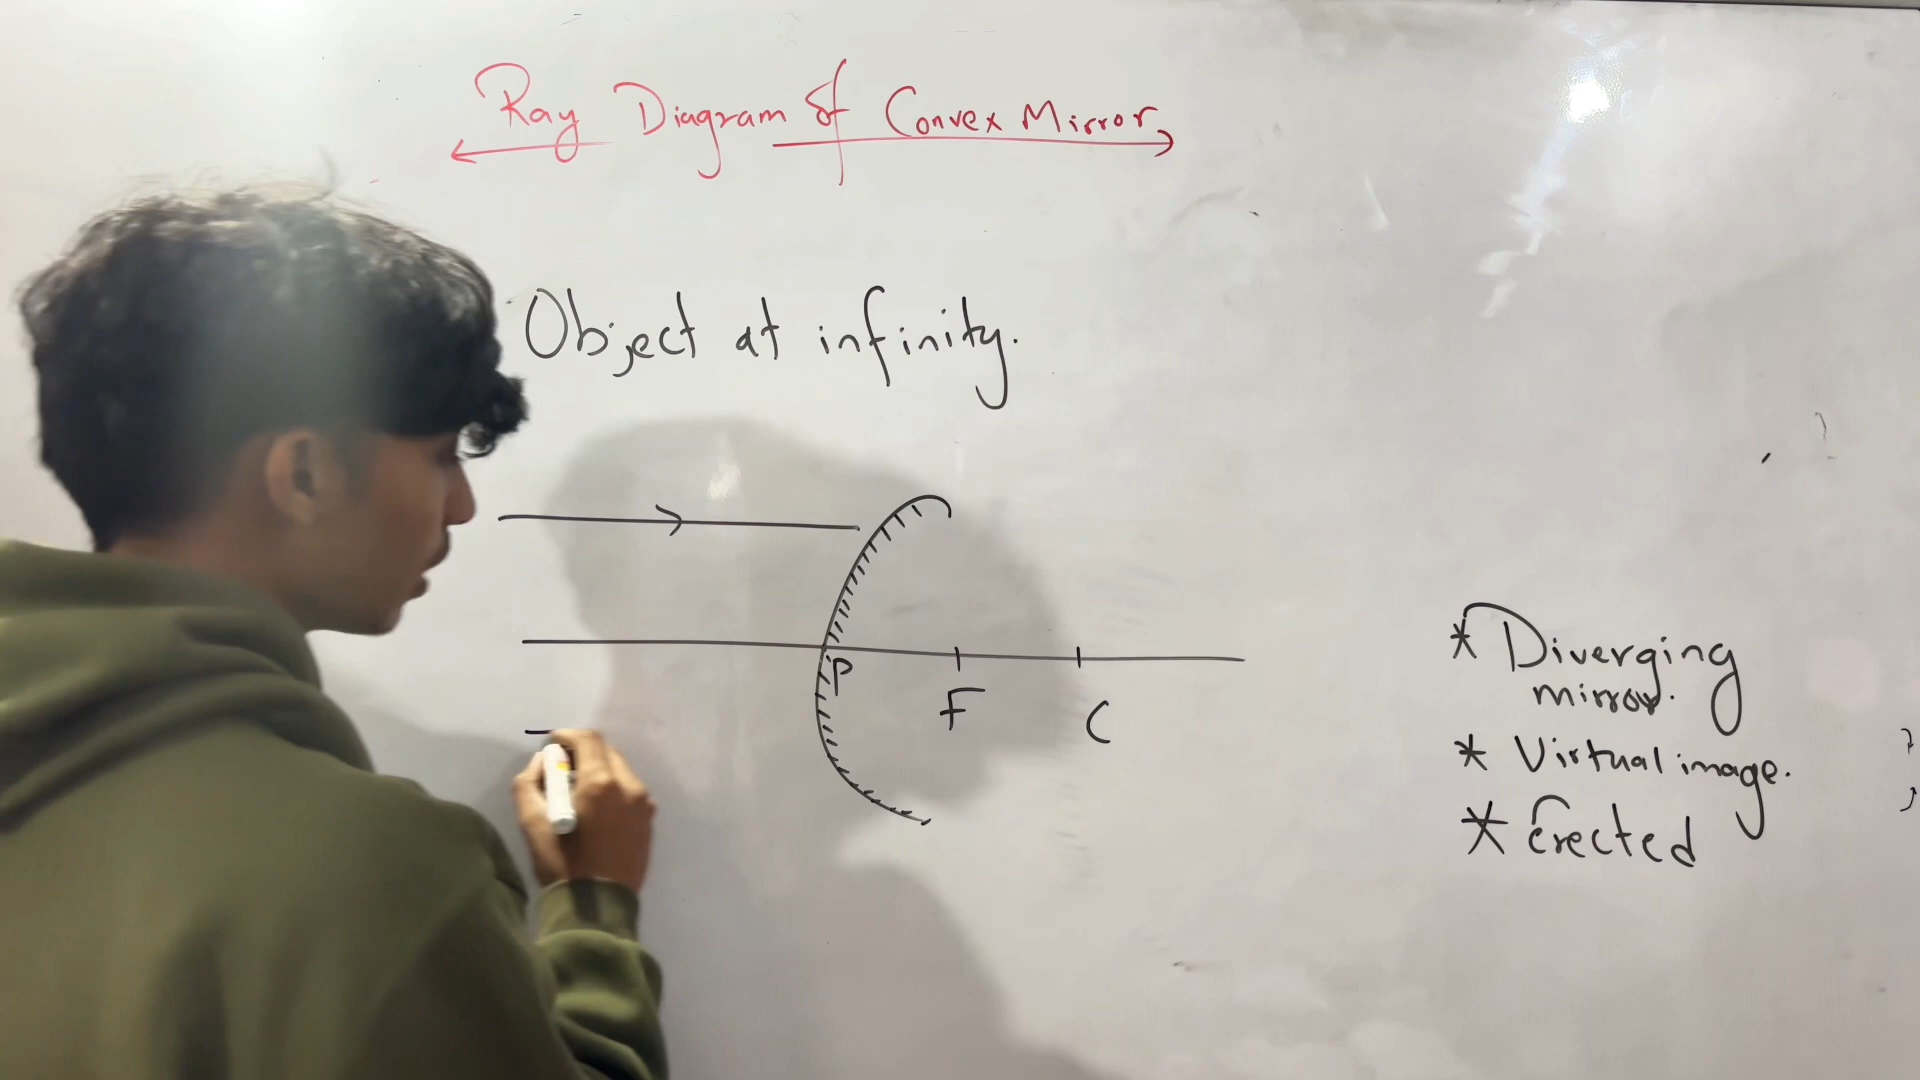 Ray Diagram of Convex Mirror
Object at infinity.
P
F
C
* Diverging
mirror.
* Virtual image.
* Erected